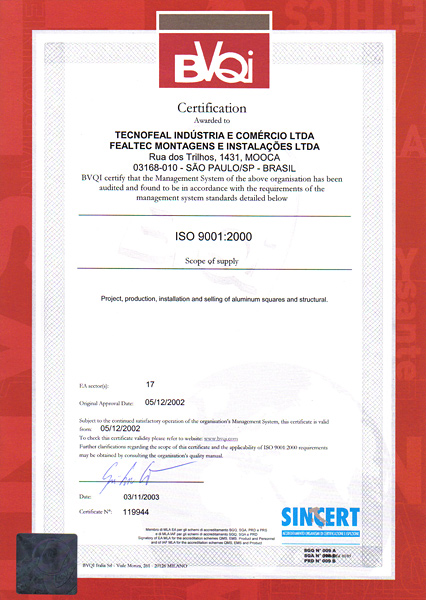 BVQi
Certification
Awarded to
TECNOFEAL INDÚSTRIA E COMÉRCIO LTDA
FEALTEC MONTAGENS E INSTALAÇÕES LTDA
Rua dos Trilhos, 1431, MOOCA
03168-010 - SÃO PAULO/SP - BRASIL
BVQI certify that the Management System of the above organisation has been
audited and found to be in accordance with the requirements of the
management system standards detailed below
ISO 9001:2000
Scope of supply
Project, production, installation and selling of aluminum squares and structural.
EA sector(s): 17
Original Approval Date: 05/12/2002
Subject to the continued satisfactory operation of the organisation's Management System, this certificate is valid
from: 05/12/2002
To check this certificate validity please refer to website: www.bvqi.com
Further clarifications regarding the scope of this certificate and the applicability of ISO 9001:2000 requirements
may be obtained by consulting the organisation's quality manual.
Date: 03/11/2003
Certificate N°: 119944
SINCERT
Membro di MLA EA per gli schemi di accreditamento SGQ, SGA, PRD e PRS
e di MLA IAF per gli schemi di accreditamento SGQ, SGA e PRD
Signatory of EA MLA for the accreditation schemes QMS, EMS, Product and Personnel
and of IAF MLA for the accreditation schemes QMS, EMS and Product
SGQ N° 009 A
SGA N°
PRD N° 009 B
BVQI Italia Srl - Viale Monza, 261 - 20126 MILANO
ETHICS